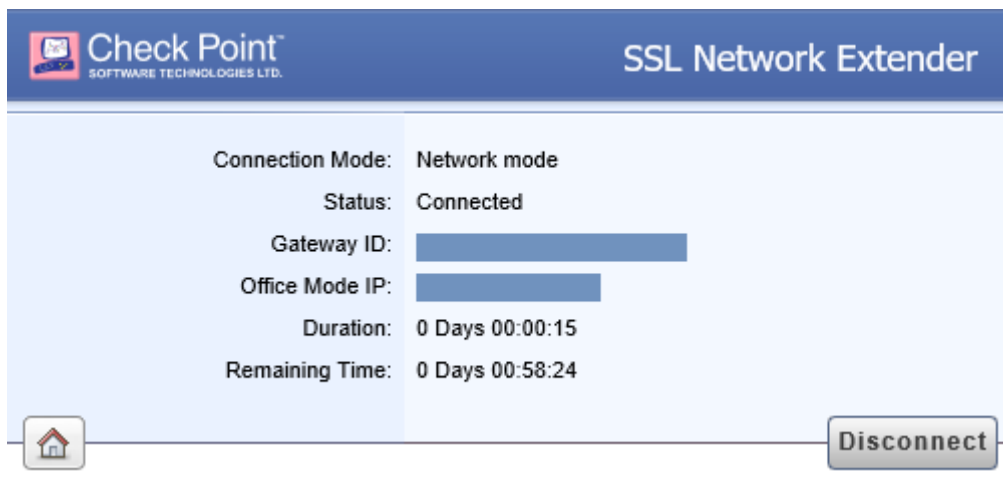 Check Point™
SOFTWARE TECHNOLOGIES LTD.
SSL Network Extender
Connection Mode: Network mode
Status: Connected
Gateway ID:
Office Mode IP:
Duration: 0 Days 00:00:15
Remaining Time: 0 Days 00:58:24
Disconnect